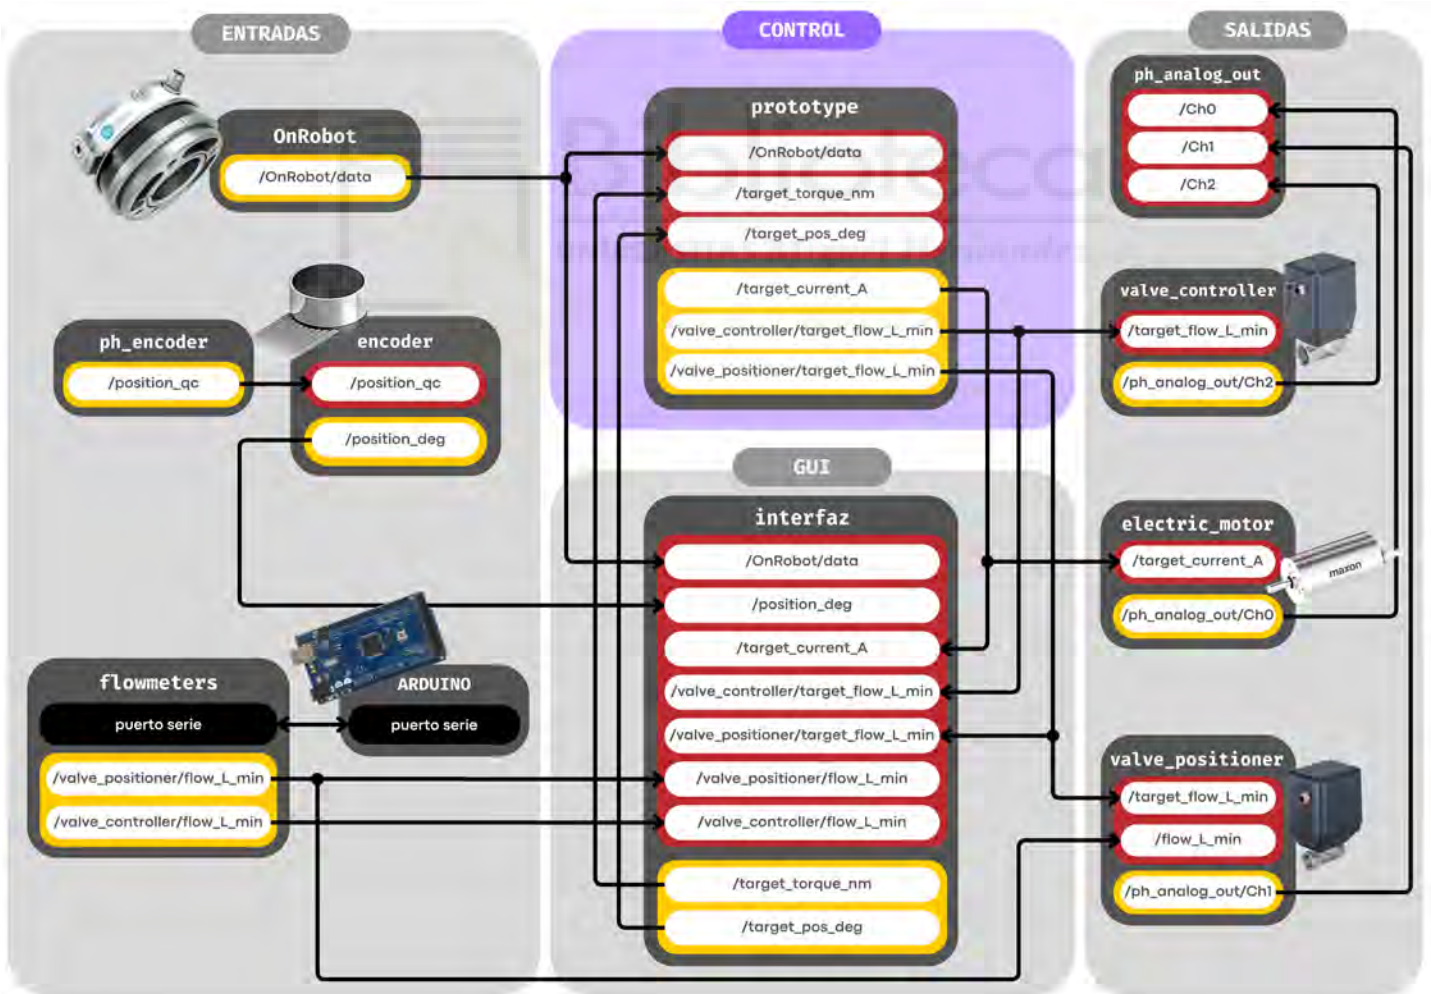 ENTRADAS
OnRobot
/OnRobot/data
ph_encoder
/position_qc
encoder
/position_qc
/position_deg
flowmeters
puerto serie
/valve_positioner/flow_L_min
/valve_controller/flow_L_min
ARDUINO
puerto serie
CONTROL
prototype
/OnRobot/data
/target_torque_nm
/target_pos_deg
/target_current_A
/valve_controller/target_flow_L_min
/valve_positioner/target_flow_L_min
Biblioteca
GUI
interfaz
/OnRobot/data
/position_deg
/target_current_A
/valve_controller/target_flow_L_min
/valve_positioner/target_flow_L_min
/valve_positioner/flow_L_min
/valve_controller/flow_L_min
/target_torque_nm
/target_pos_deg
SALIDAS
ph_analog_out
/Ch0
/Ch1
/Ch2
valve_controller
/target_flow_L_min
/ph_analog_out/Ch2
electric_motor
/target_current_A
maxon
/ph_analog_out/Ch0
valve_positioner
/target_flow_L_min
/flow_L_min
/ph_analog_out/Ch1